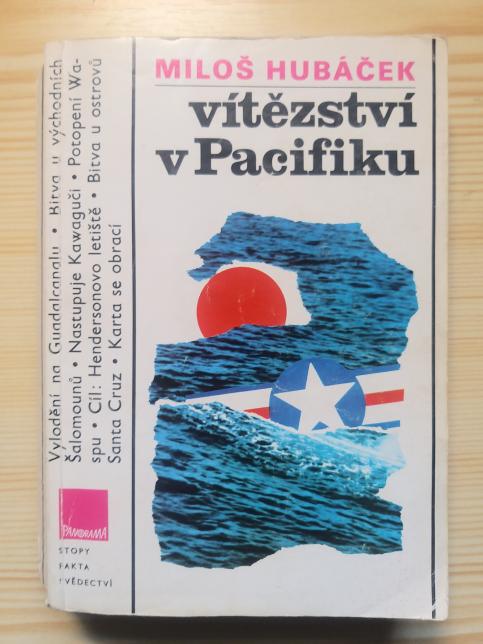 MILOŠ HUBÁČEK
vítězství
v Pacifiku
Vylodění na Guadalcanalu • Bitva u východních
Šalomounů • Nastupuje Kawaguči • Potopení Wa-
spu • Cíl: Hendersonovo letiště • Bitva u ostrovů
Santa Cruz • Karta se obrací
PANORAMA
STOPY
FAKTA
SVĚDECTVÍ